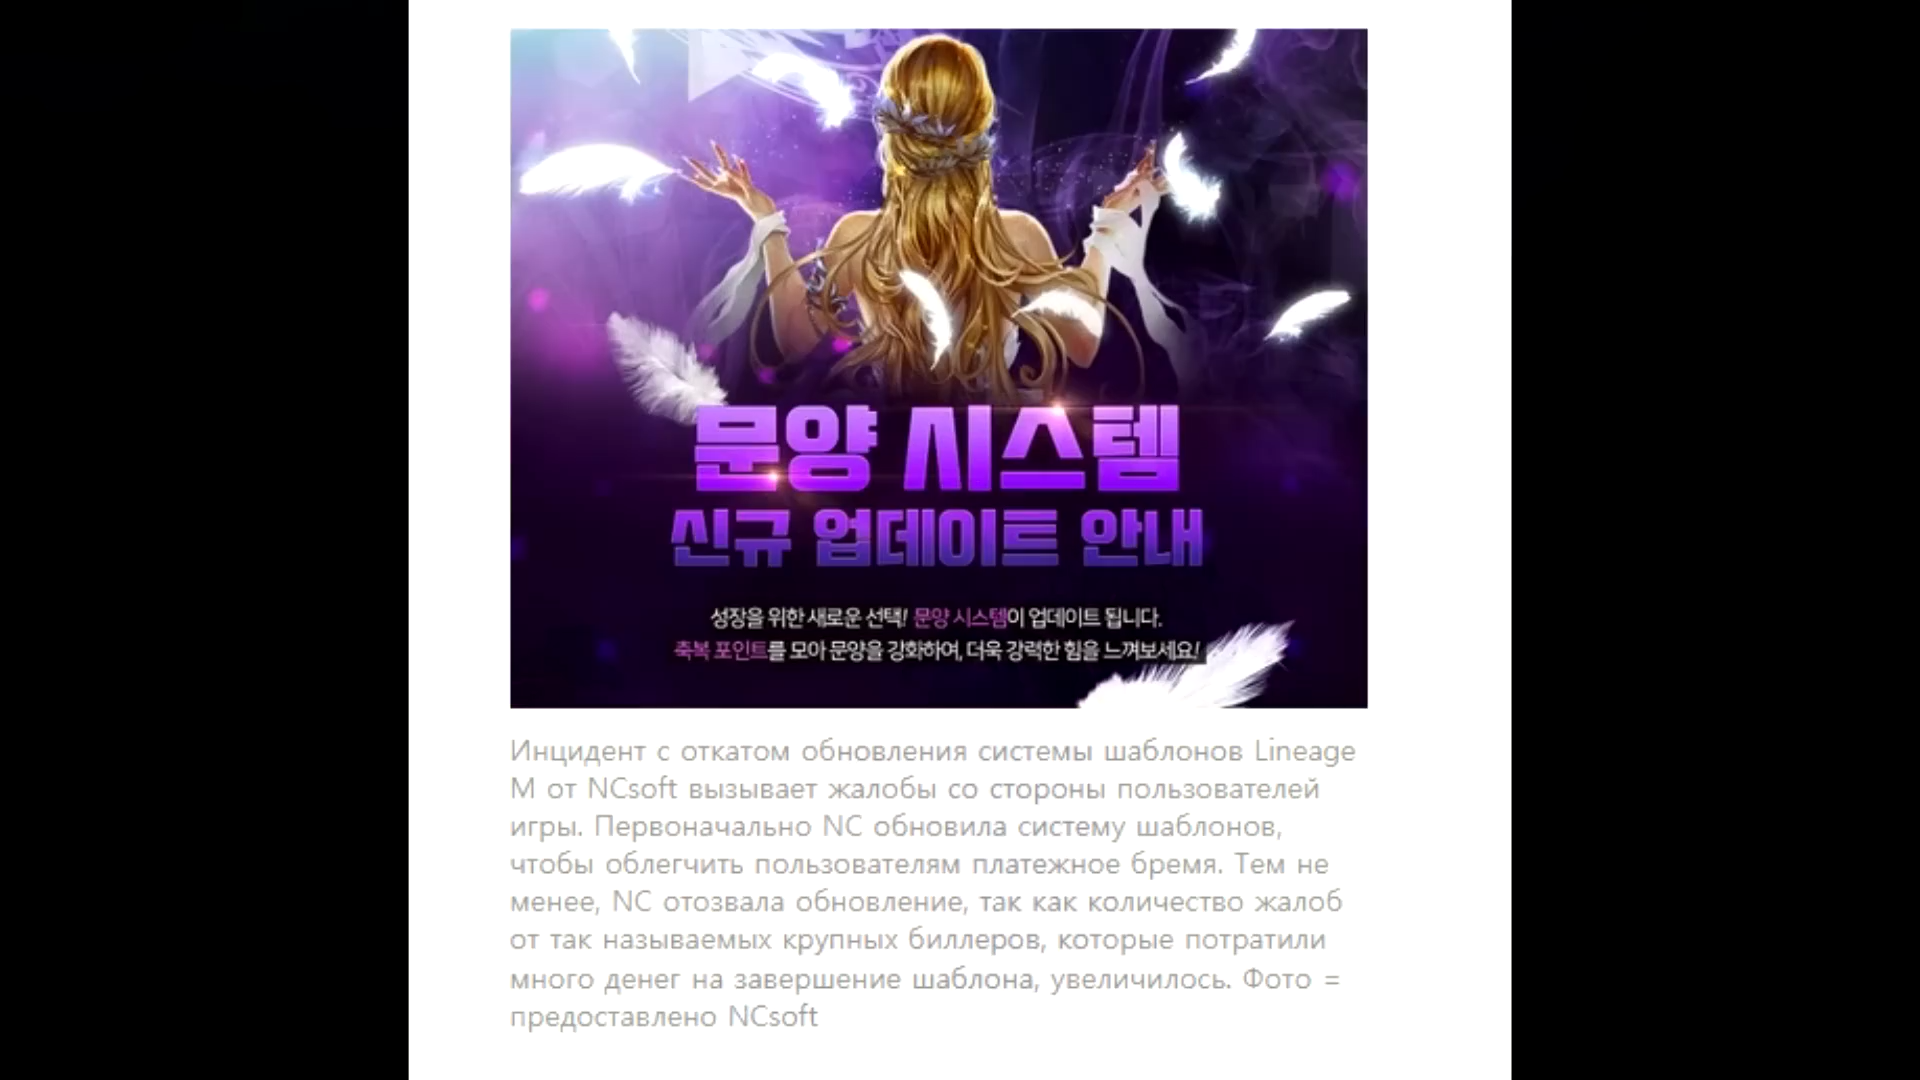 문양 시스템
신규 업데이트 안내
성장을 위한 새로운 선택! 문양 시스템이 업데이트 됩니다.
축복 포인트를 모아 문양을 강화하여, 더욱 강력한 힘을 느껴보세요!
Инцидент с откатом обновления системы шаблонов Lineage
M от NCsoft вызывает жалобы со стороны пользователей
игры. Первоначально NC обновила систему шаблонов,
чтобы облегчить пользователям платежное бремя. Тем не
менее, NC отозвала обновление, так как количество жалоб
от так называемых крупных биллеров, которые потратили
много денег на завершение шаблона, увеличилось. Фото =
предоставлено NCsoft